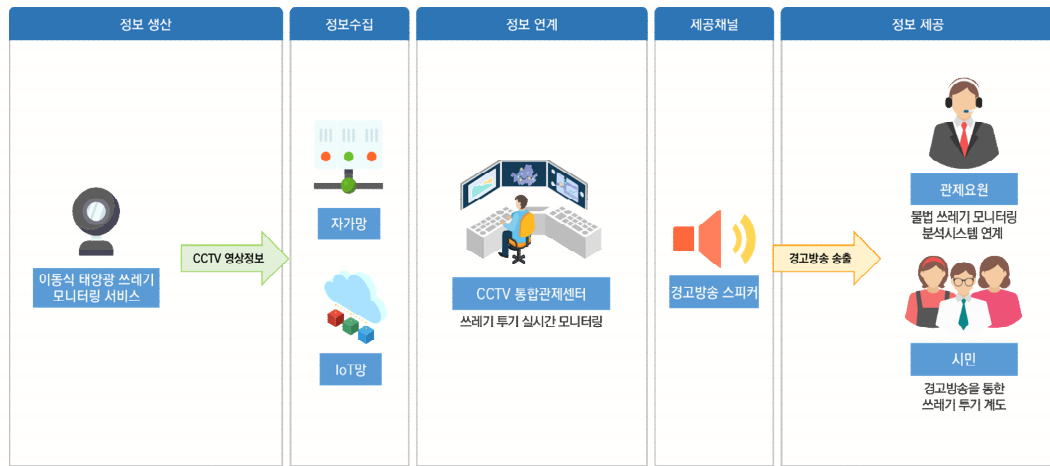 정보 생산
정보수집
정보 연계
제공채널
정보 제공
이동식 태양광 쓰레기
모니터링 서비스
CCTV 영상정보
자가망
IoT망
CCTV 통합관제센터
쓰레기 투기 실시간 모니터링
경고방송 스피커
경고방송 송출
관제요원
불법 쓰레기 모니터링
분석시스템 연계
시민
경고방송을 통한
쓰레기 투기 계도